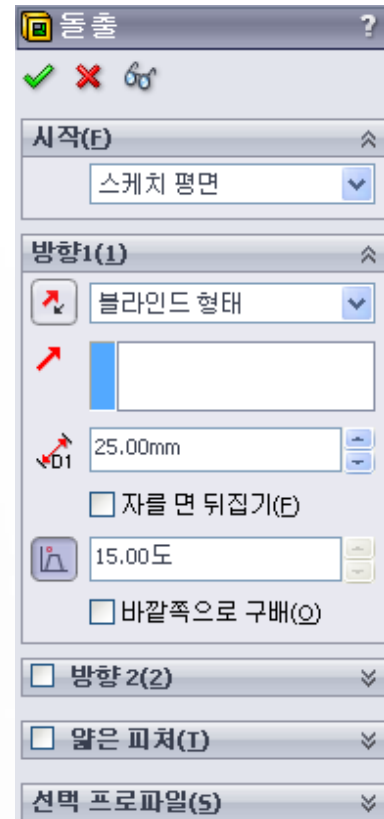 돌출 ?
시작(F)
스케치 평면
방향1(1)
블라인드 형태
D1 25.00mm
자를 면 뒤집기(F)
15.00도
바깥쪽으로 구배(O)
방향 2(2)
얇은 피처(T)
선택 프로파일(S)